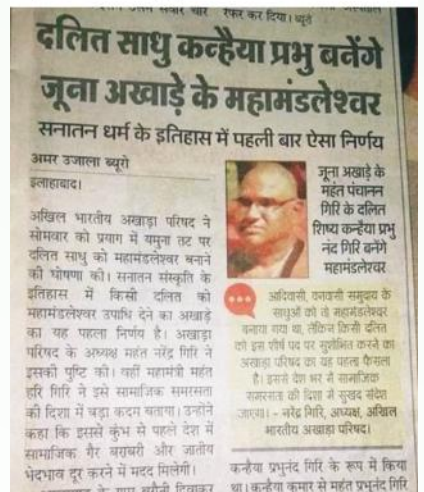 रेफर कर दिया। ब्यूरो
दलित साधु कन्हैया प्रभु बनेंगे
जूना अखाड़े के महामंडलेश्वर
सनातन धर्म के इतिहास में पहली बार ऐसा निर्णय
अमर उजाला ब्यूरो
इलाहाबाद।
अखिल भारतीय अखाड़ा परिषद ने
सोमवार को प्रयाग में यमुना तट पर
दलित साधु को महामंडलेश्वर बनाने
की घोषणा की। सनातन संस्कृति के
इतिहास में किसी दलित को
महामंडलेश्वर उपाधि देने का अखाड़े
का यह पहला निर्णय है। अखाड़ा
परिषद के अध्यक्ष महंत नरेंद्र गिरि ने
इसकी पुष्टि की। वहीं महामंत्री महंत
हरि गिरि ने इसे सामाजिक समरसता
की दिशा में बड़ा कदम बताया। उन्होंने
कहा कि इससे कुंभ से पहले देश में
सामाजिक गैर बराबरी और जातीय
भेदभाव दूर करने में मदद मिलेगी।
जूना अखाड़े के
महंत पंचानन
गिरि के दलित
शिष्य कन्हैया प्रभु
नंद गिरि बनेंगे
महामंडलेश्वर
आदिवासी, वनवासी समुदाय के
साधुओं को तो महामंडलेश्वर
बनाया गया था, लेकिन किसी दलित
को इस शीर्ष पद पर सुशोभित करने का
अखाड़ा परिषद का यह पहला फैसला
है। इससे देश भर में सामाजिक
समरसता की दिशा में सुखद संदेश
जाएगा। - नरेंद्र गिरि, अध्यक्ष, अखिल
भारतीय अखाड़ा परिषद।
कन्हैया प्रभुनंद गिरि के रूप में किया
था। कन्हैया कुमार से महंत प्रभुनंद गिरि